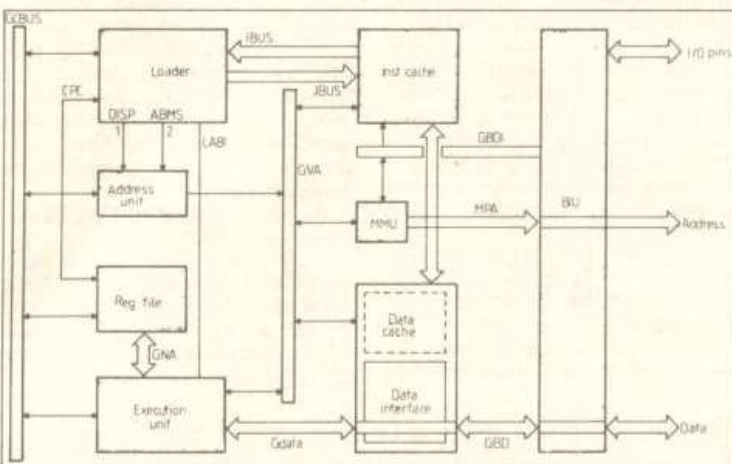 GCBUS
IBUS
Loader
Inst cache
I/O pins
CPC
JBUS
DISP ABMS
1 2
LABI
GBDI
GVA
Address
unit
MMU
MPA
BIU
Address
Reg file
Data
cache
GNA
Execution
unit
Data
interface
Gdata
GBD
Data